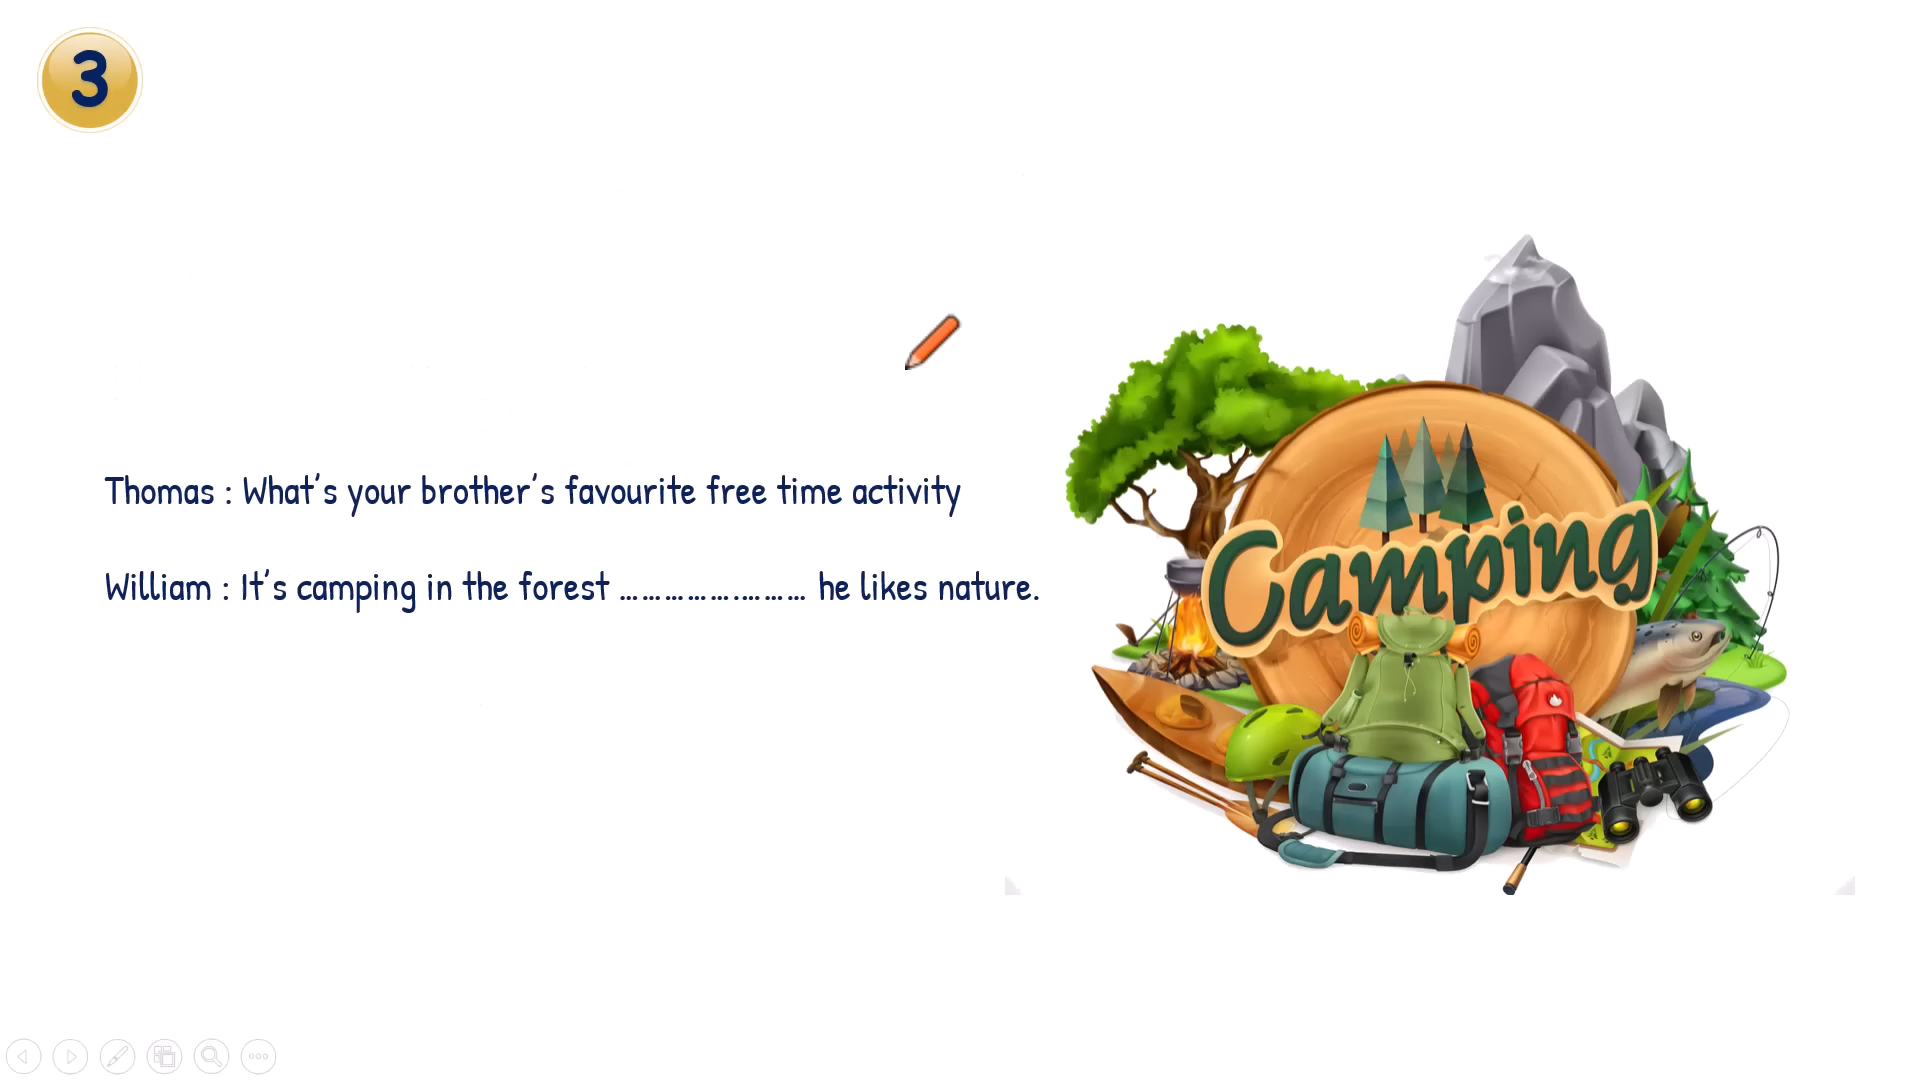 3
Thomas : What's your brother's favourite free time activity
William : It's camping in the forest ………………….……… he likes nature.
Camping